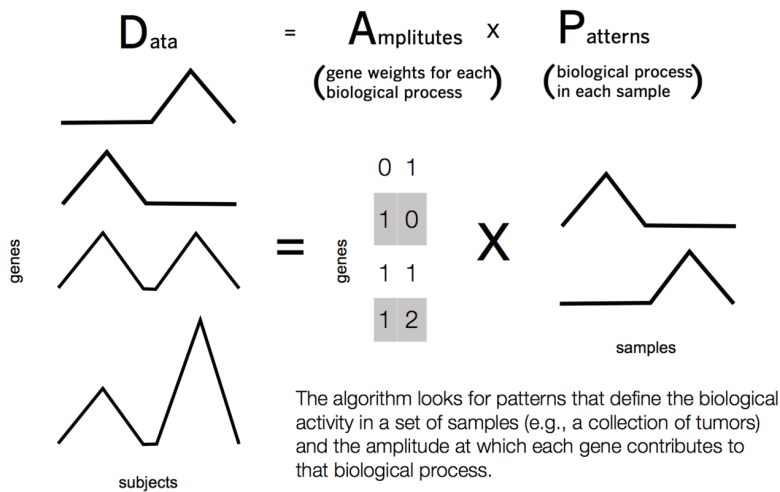 Data = Amplitutes x Patterns
(gene weights for each biological process)
(biological process in each sample)
0 1
1 0
1 1
1 2
genes
=
genes
X
samples
subjects
The algorithm looks for patterns that define the biological
activity in a set of samples (e.g., a collection of tumors)
and the amplitude at which each gene contributes to
that biological process.